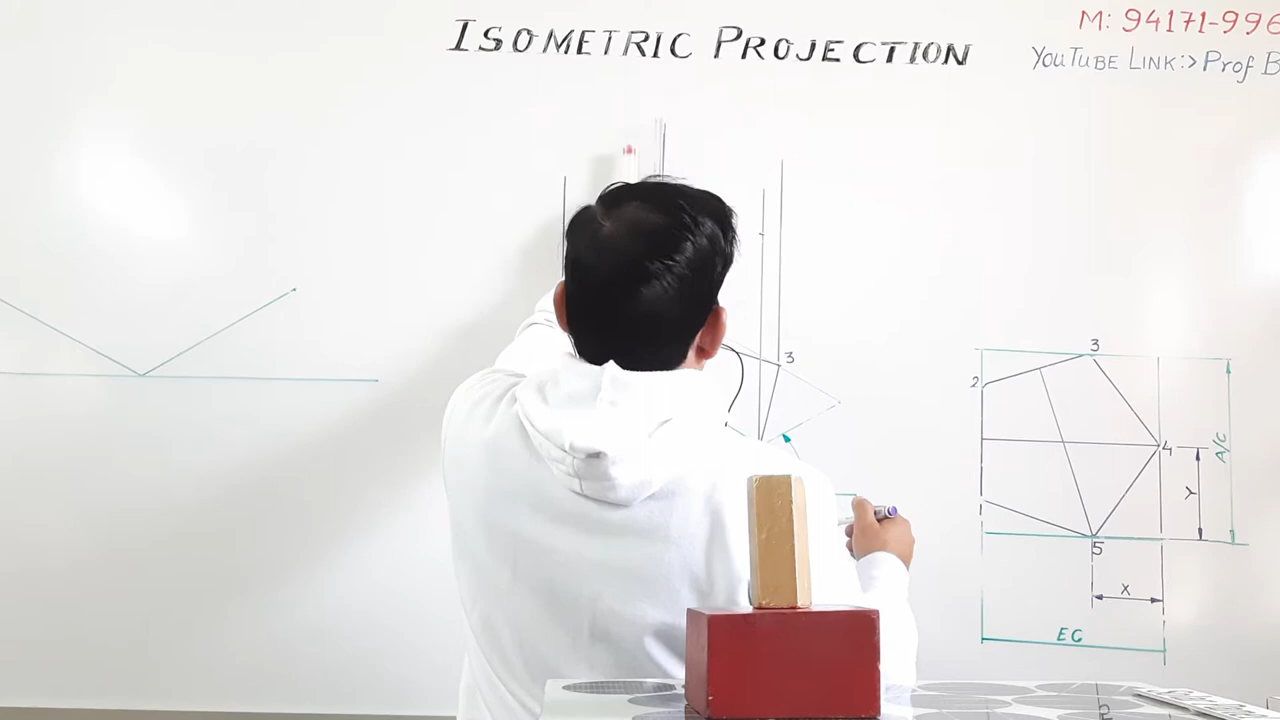 ISOMETRIC PROJECTION
M: 94171-996
YOUTUBE LINK:> Prof B
3
3
2
4
A/C
Y
5
X
EC